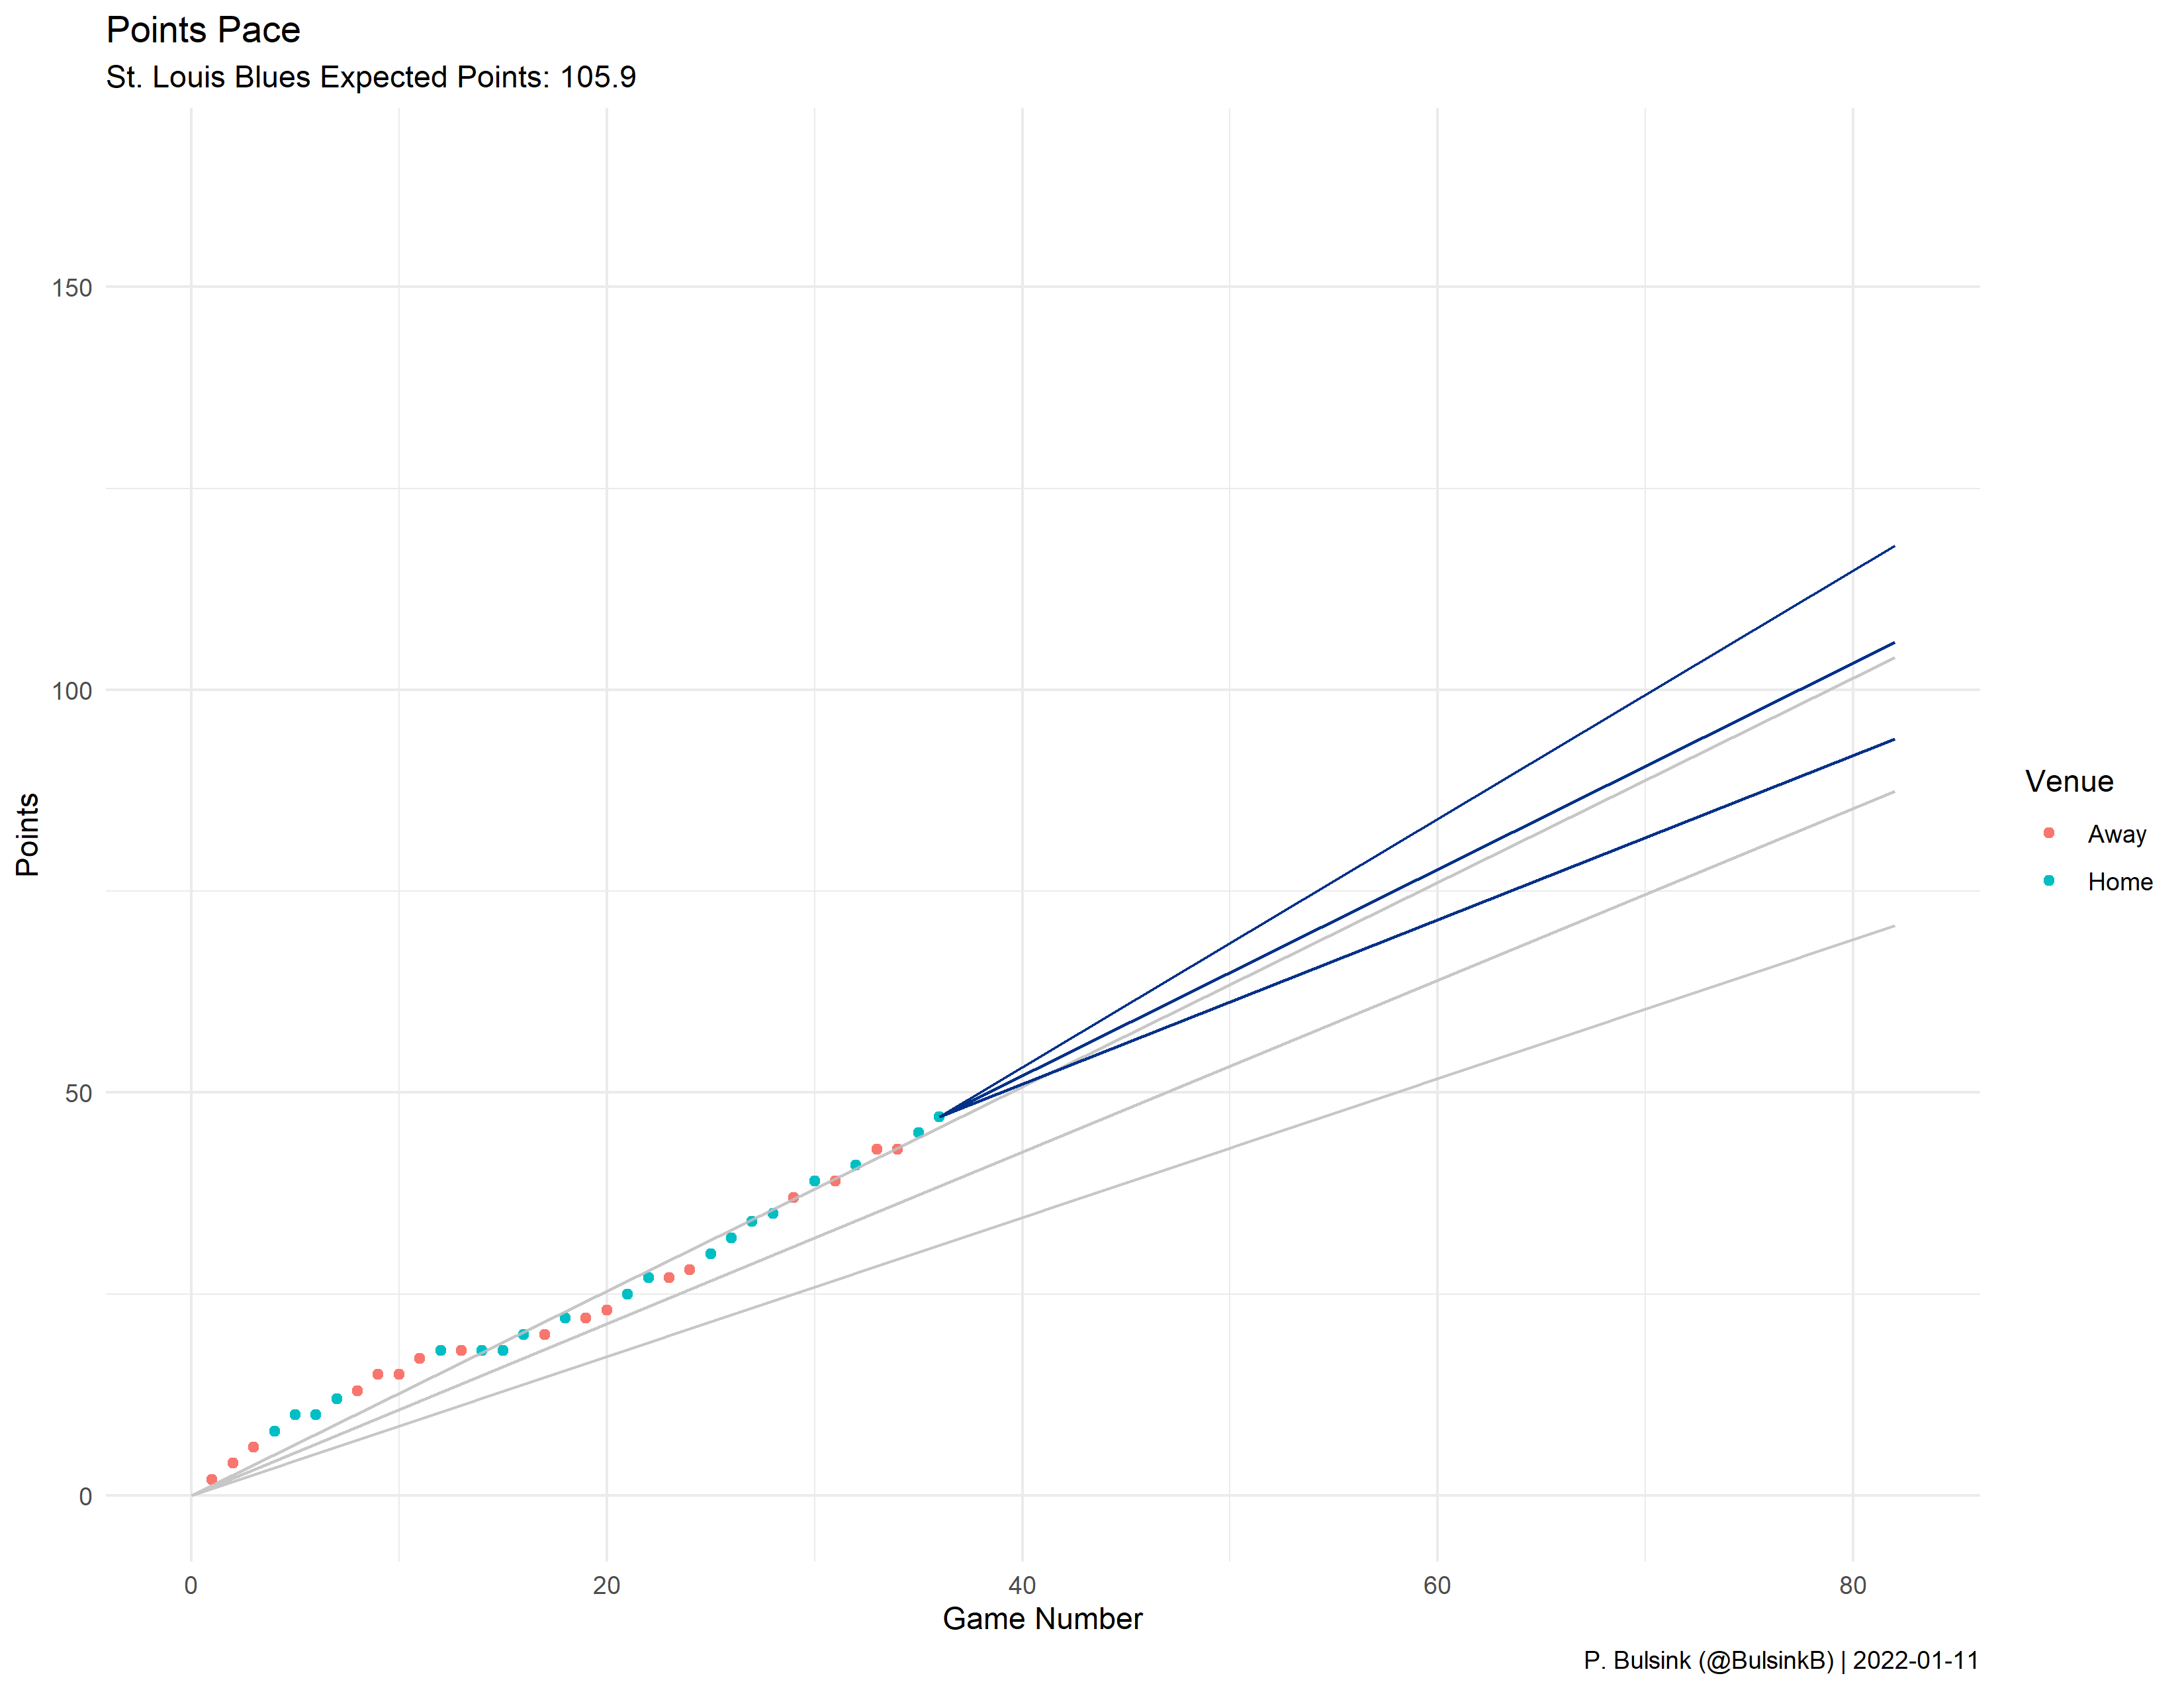 Points Pace
St. Louis Blues Expected Points: 105.9
150
100
50
0
Points
0 20 40 60 80
Game Number
Venue
Away
Home
P. Bulsink (@BulsinkB) | 2022-01-11